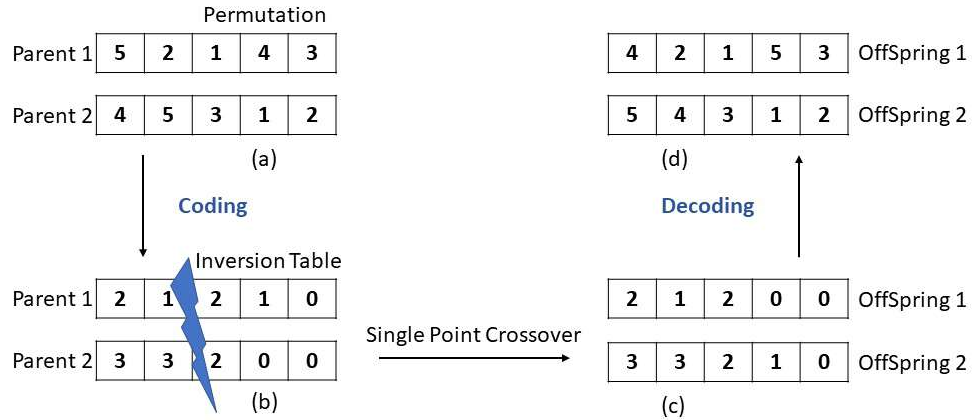 Permutation
Parent 1 5 2 1 4 3
Parent 2 4 5 3 1 2
(a)
4 2 1 5 3 OffSpring 1
5 4 3 1 2 OffSpring 2
(d)
Coding
Decoding
Inversion Table
Parent 1 2 1 2 1 0
Parent 2 3 3 2 0 0
(b)
Single Point Crossover
2 1 2 0 0 OffSpring 1
3 3 2 1 0 OffSpring 2
(c)